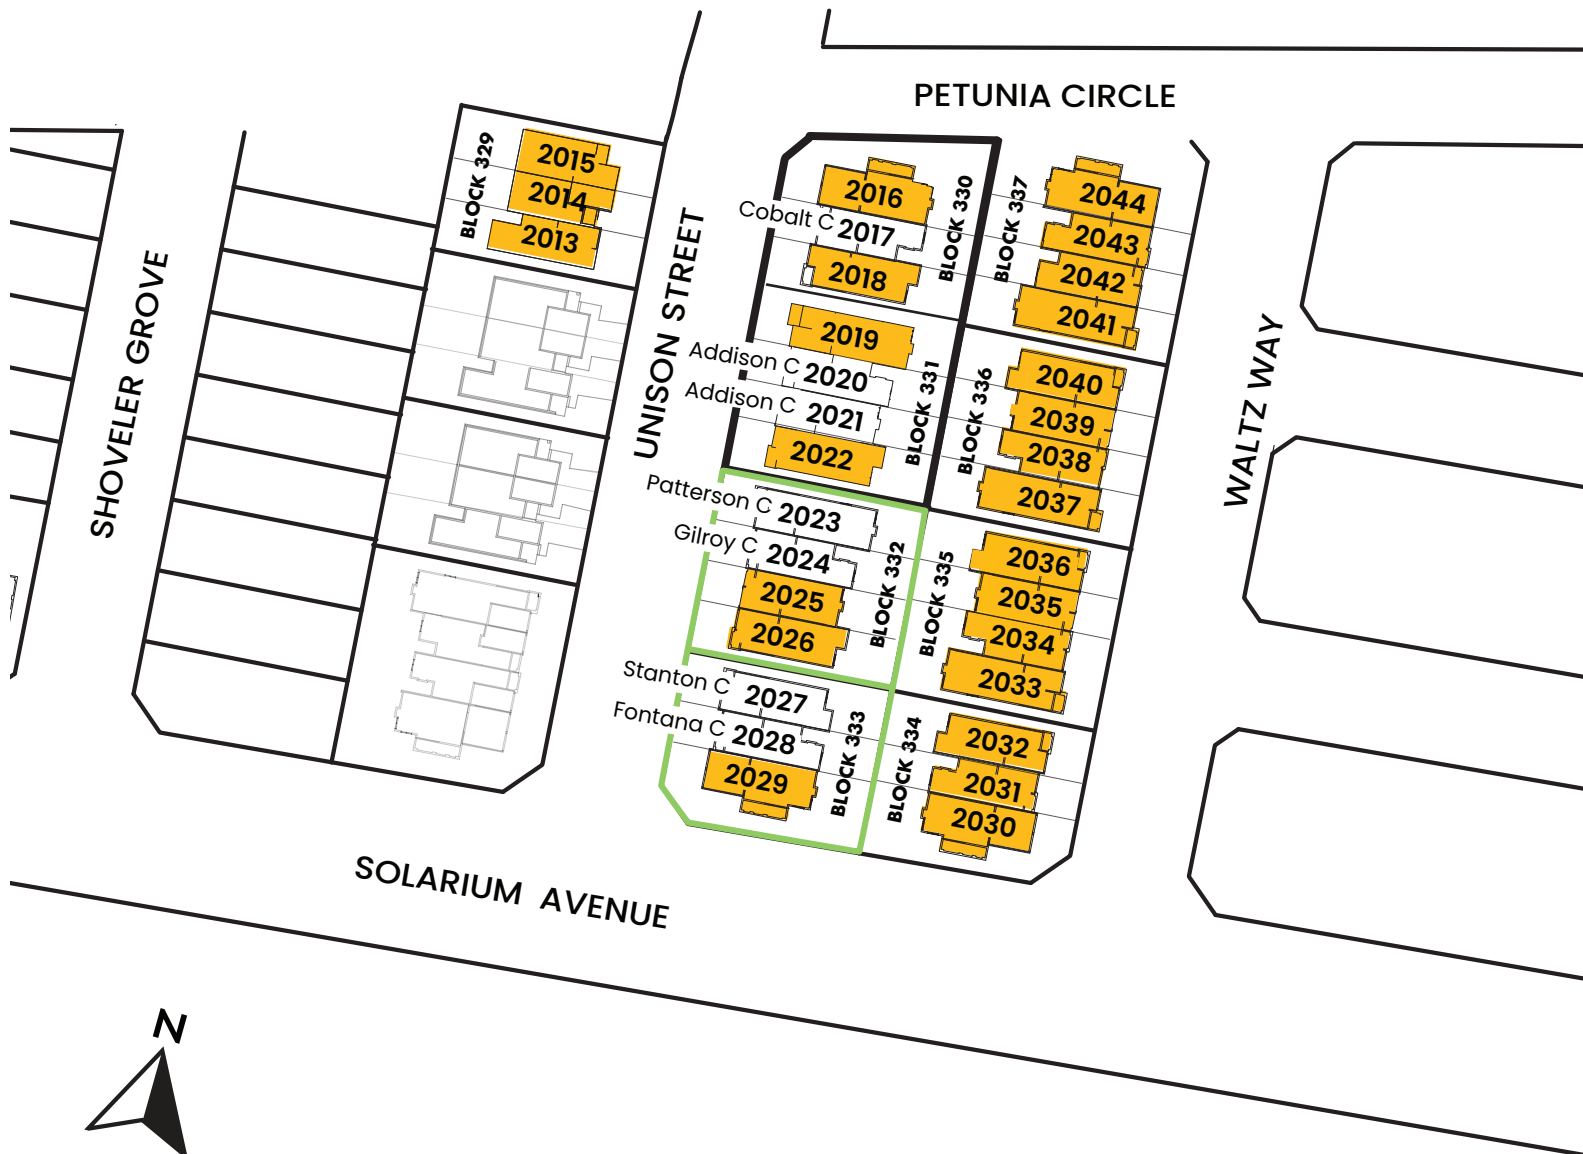 PETUNIA CIRCLE
BLOCK 329
2015
2014
2013
SHOVELER GROVE
UNISON STREET
2016
Cobalt C 2017
2018
BLOCK 330
2019
Addison C 2020
Addison C 2021
2022
BLOCK 331
Patterson C 2023
Gilroy C 2024
2025
2026
BLOCK 332
Stanton C 2027
Fontana C 2028
2029
BLOCK 333
BLOCK 337
2044
2043
2042
2041
BLOCK 336
2040
2039
2038
2037
BLOCK 335
2036
2035
2034
2033
BLOCK 334
2032
2031
2030
WALTZ WAY
SOLARIUM AVENUE
N